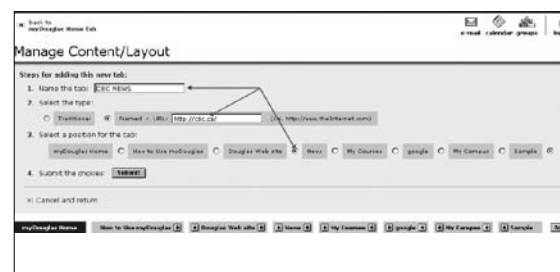 back to
myDouglas Home Tab
e-mail calendar groups
Manage Content/Layout
Steps for adding this new tab:
1. Name the tab: CBC NEWS
2. Select the type:
Traditional Framed - URL: http://cbc.ca/ (i.e. http://www.theInternet.com)
3. Select a position for the tab:
myDouglas Home How to Use myDouglas Douglas Web site News My Courses google My Campus Sample
4. Submit the choices: Submit
Cancel and return
myDouglas Home How to Use myDouglas Douglas Web site News My Courses google My Campus Sample